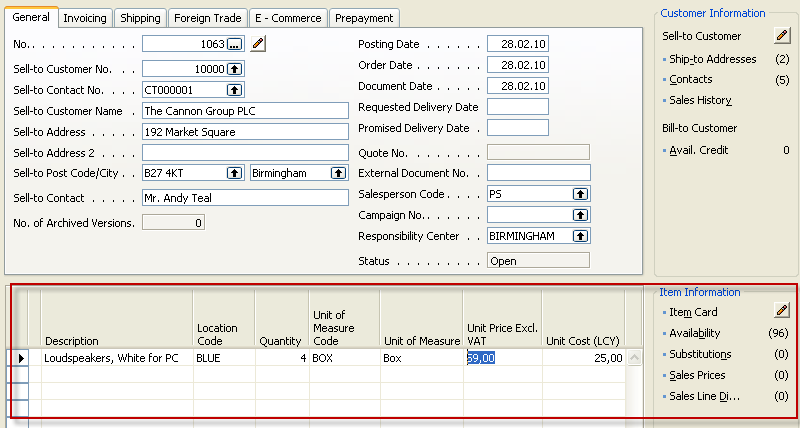 General Invoicing Shipping Foreign Trade E - Commerce Prepayment
No. . . . . . . . . . . . . 1063 ...
Sell-to Customer No. . . . 10000
Sell-to Contact No. . . . . CT000001
Sell-to Customer Name . The Cannon Group PLC
Sell-to Address . . . . . . 192 Market Square
Sell-to Address 2 . . . . .
Sell-to Post Code/City . . B27 4KT Birmingham
Sell-to Contact . . . . . . Mr. Andy Teal
No. of Archived Versions. 0
Posting Date . . . . . . 28.02.10
Order Date . . . . . . . 28.02.10
Document Date . . . . . 28.02.10
Requested Delivery Date
Promised Delivery Date .
Quote No. . . . . . . . .
External Document No. .
Salesperson Code . . . . PS
Campaign No. . . . . . .
Responsibility Center . . BIRMINGHAM
Status . . . . . . . . . Open
Customer Information
Sell-to Customer
Ship-to Addresses (2)
Contacts (5)
Sales History
Bill-to Customer
Avail. Credit 0
Description Location Code Quantity Unit of Measure Code Unit of Measure Unit Price Excl. VAT Unit Cost (LCY)
Loudspeakers, White for PC BLUE 4 BOX Box 59,00 25,00
Item Information
Item Card
Availability (96)
Substitutions (0)
Sales Prices (0)
Sales Line Di... (0)